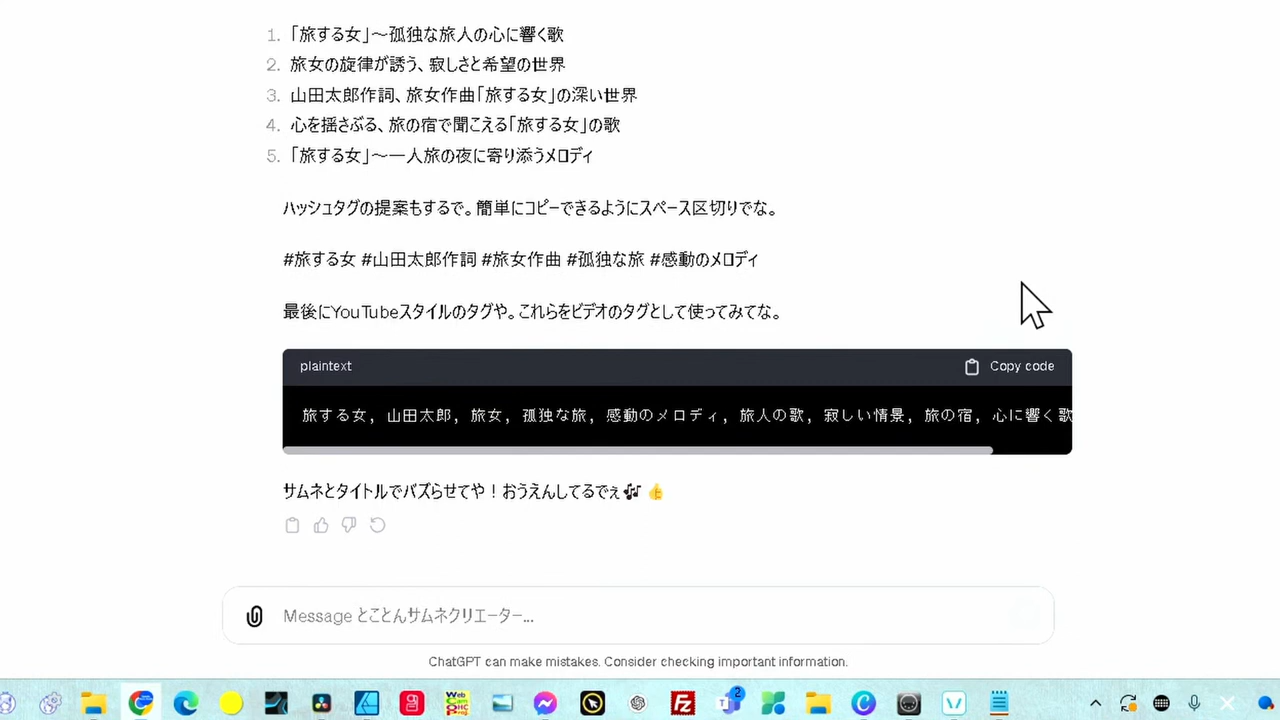 1. 「旅する女」～孤独な旅人の心に響く歌
2. 旅女の旋律が誘う、寂しさと希望の世界
3. 山田太郎作詞、旅女作曲「旅する女」の深い世界
4. 心を揺さぶる、旅の宿で聞こえる「旅する女」の歌
5. 「旅する女」～一人旅の夜に寄り添うメロディ
ハッシュタグの提案もするで。簡単にコピーできるようにスペース区切りでな。
#旅する女 #山田太郎作詞 #旅女作曲 #孤独な旅 #感動のメロディ
最後にYouTubeスタイルのタグや。これらをビデオのタグとして使ってみてな。
plaintext
Copy code
旅する女, 山田太郎, 旅女, 孤独な旅, 感動のメロディ, 旅人の歌, 寂しい情景, 旅の宿, 心に響く歌
サムネとタイトルでバズらせてや！おうえんしてるでぇ🎶 👍
Message とことんサムネクリエーター...
ChatGPT can make mistakes. Consider checking important information.
2